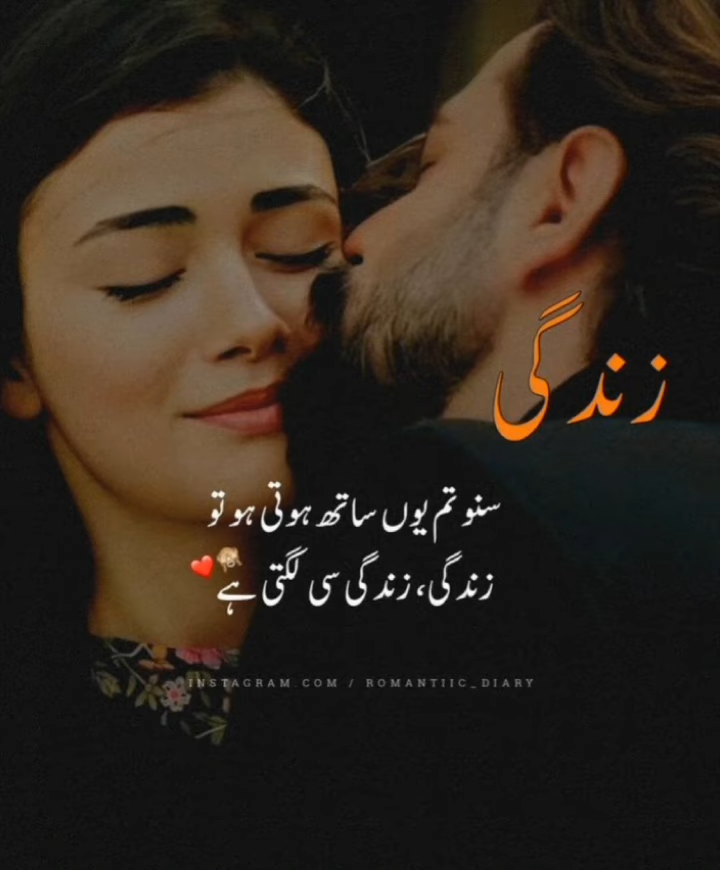 زندگی
سنو تم یوں ساتھ ہوتی ہو تو
زندگی، زندگی سی لگتی ہے🙈❤️
INSTAGRAM.COM / ROMANTIIC_DIARY